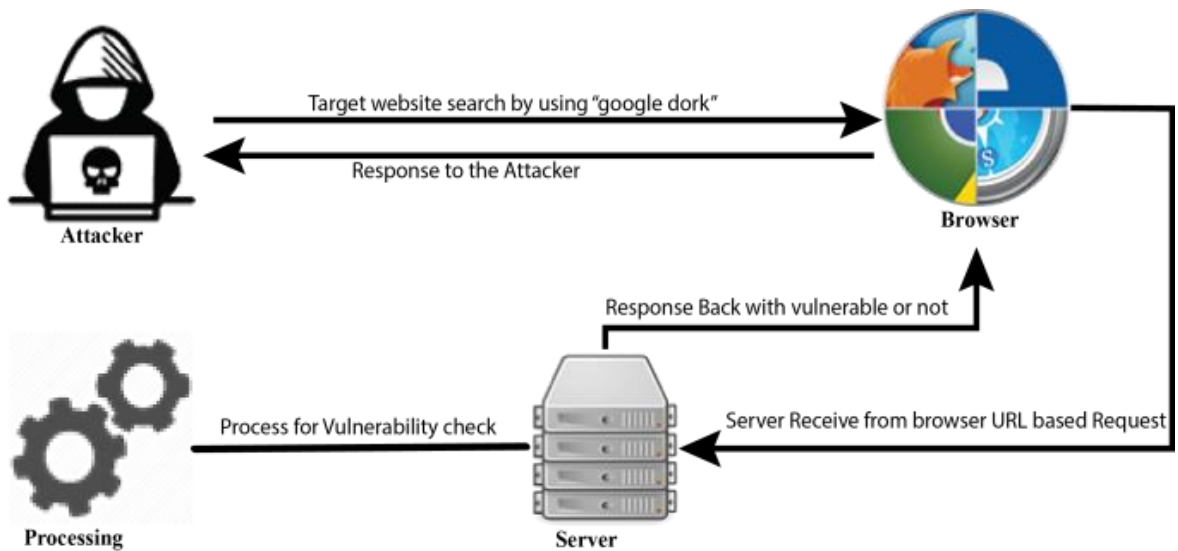 Target website search by using “google dork”
Response to the Attacker
Attacker
S
Browser
Response Back with vulnerable or not
Process for Vulnerability check
Server Receive from browser URL based Request
Processing
Server